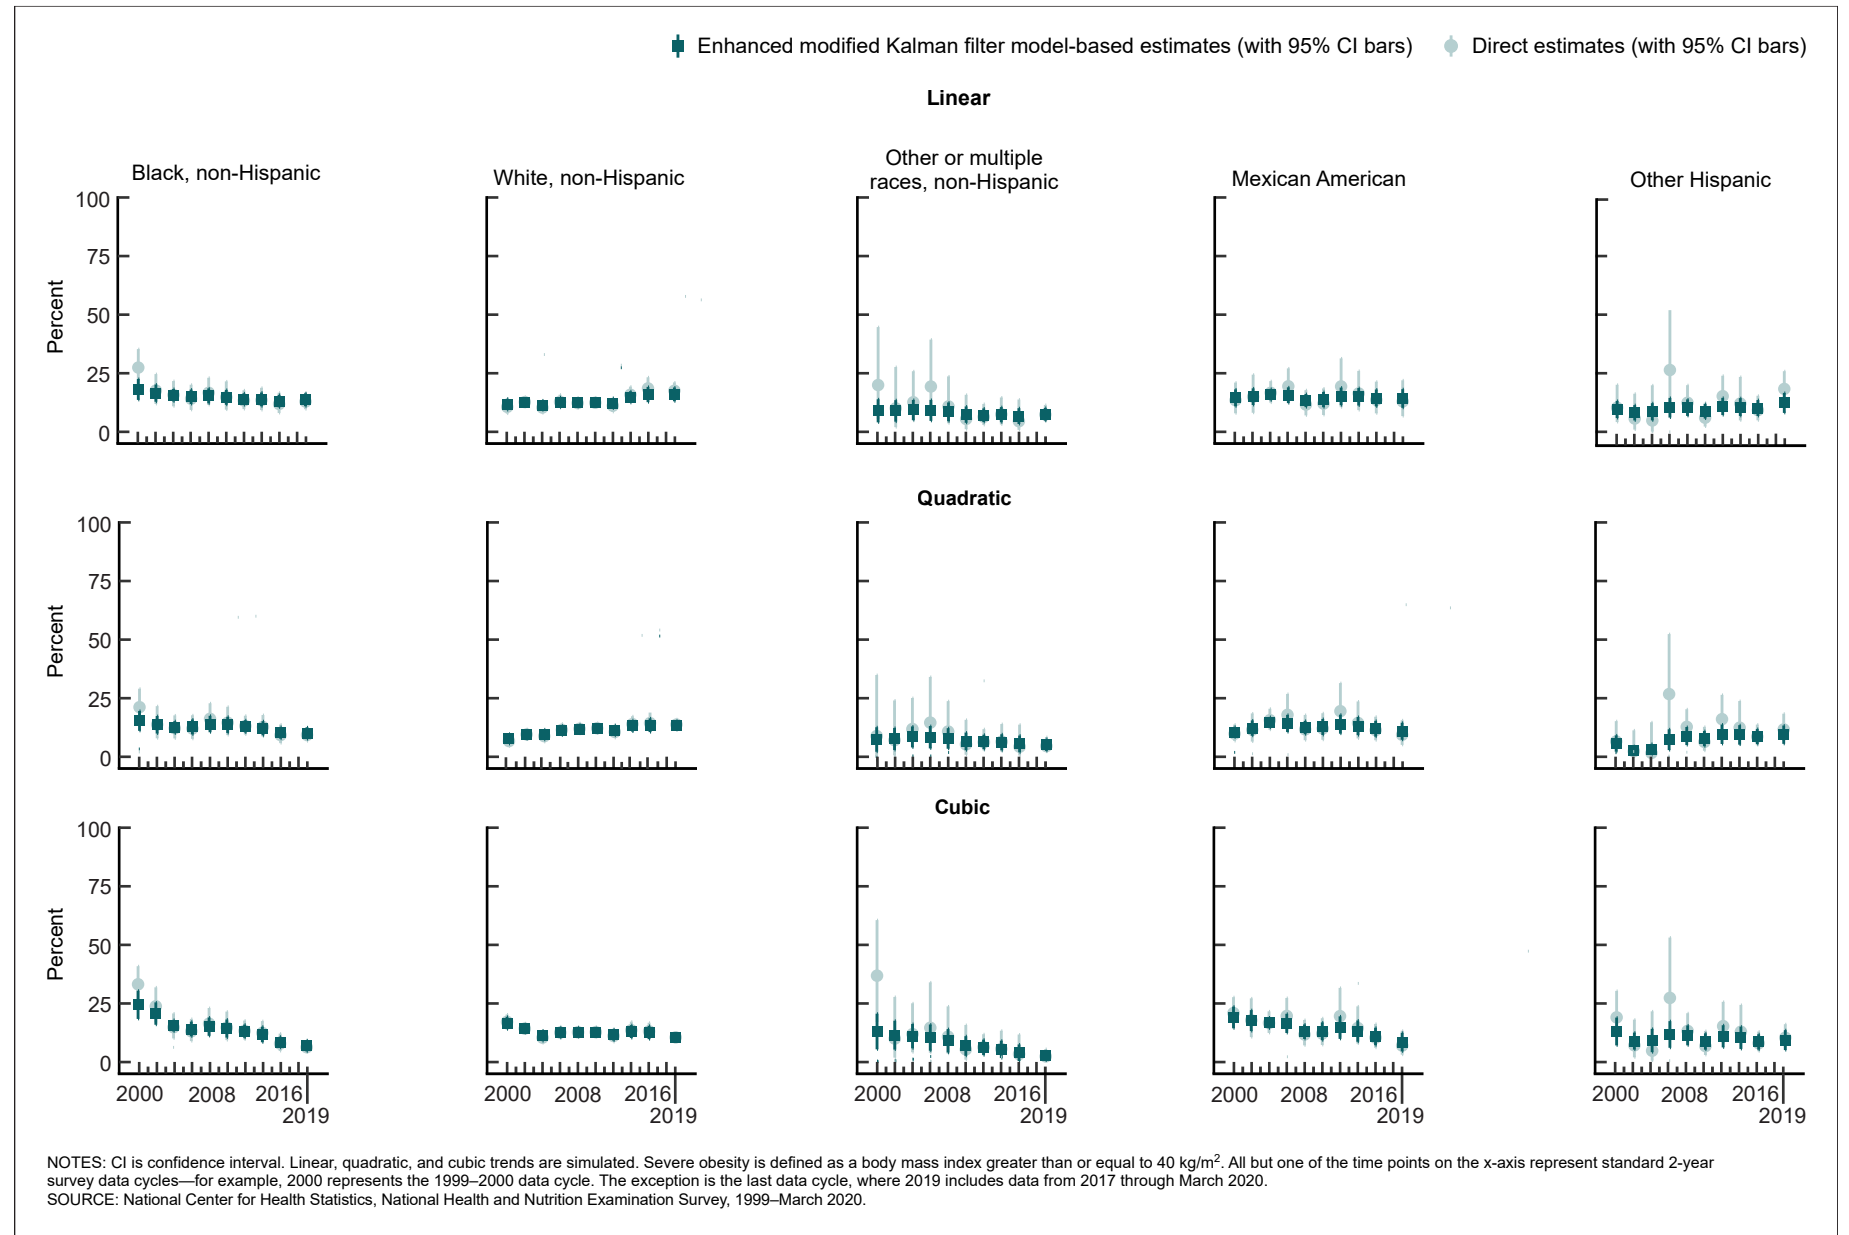 Enhanced modified Kalman filter model-based estimates (with 95% CI bars) Direct estimates (with 95% CI bars)
Linear
Black, non-Hispanic
White, non-Hispanic
Other or multiple
races, non-Hispanic
Mexican American
Other Hispanic
Percent
100
75
50
25
0
Quadratic
Percent
100
75
50
25
0
Cubic
Percent
100
75
50
25
0
2000 2008 2016 2019
2000 2008 2016 2019
2000 2008 2016 2019
2000 2008 2016 2019
2000 2008 2016 2019
NOTES: CI is confidence interval. Linear, quadratic, and cubic trends are simulated. Severe obesity is defined as a body mass index greater than or equal to 40 kg/m². All but one of the time points on the x-axis represent standard 2-year
survey data cycles—for example, 2000 represents the 1999–2000 data cycle. The exception is the last data cycle, where 2019 includes data from 2017 through March 2020.
SOURCE: National Center for Health Statistics, National Health and Nutrition Examination Survey, 1999–March 2020.